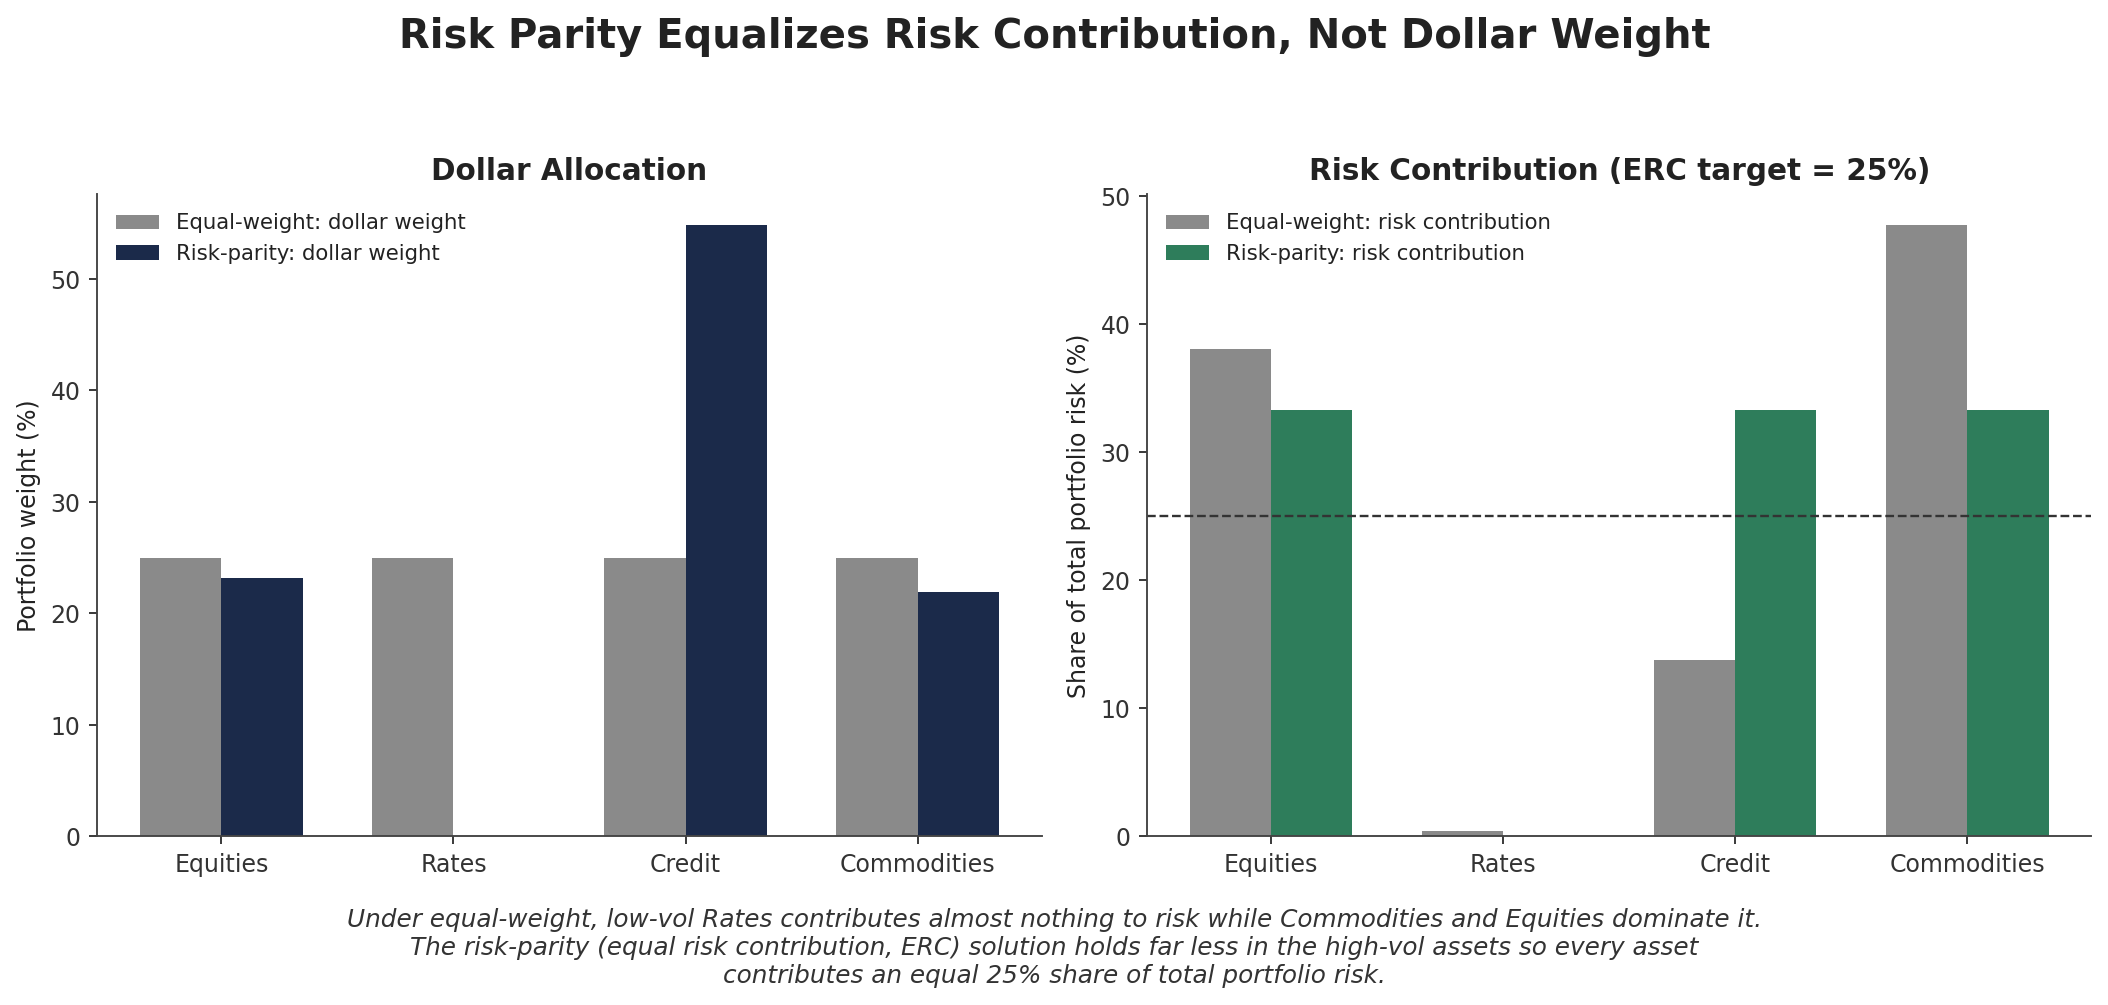 Risk Parity Equalizes Risk Contribution, Not Dollar Weight
Dollar Allocation
Equal-weight: dollar weight
Risk-parity: dollar weight
Portfolio weight (%)
50
40
30
20
10
0
Equities
Rates
Credit
Commodities
Risk Contribution (ERC target = 25%)
Equal-weight: risk contribution
Risk-parity: risk contribution
Share of total portfolio risk (%)
50
40
30
20
10
0
Equities
Rates
Credit
Commodities
Under equal-weight, low-vol Rates contributes almost nothing to risk while Commodities and Equities dominate it.
The risk-parity (equal risk contribution, ERC) solution holds far less in the high-vol assets so every asset
contributes an equal 25% share of total portfolio risk.